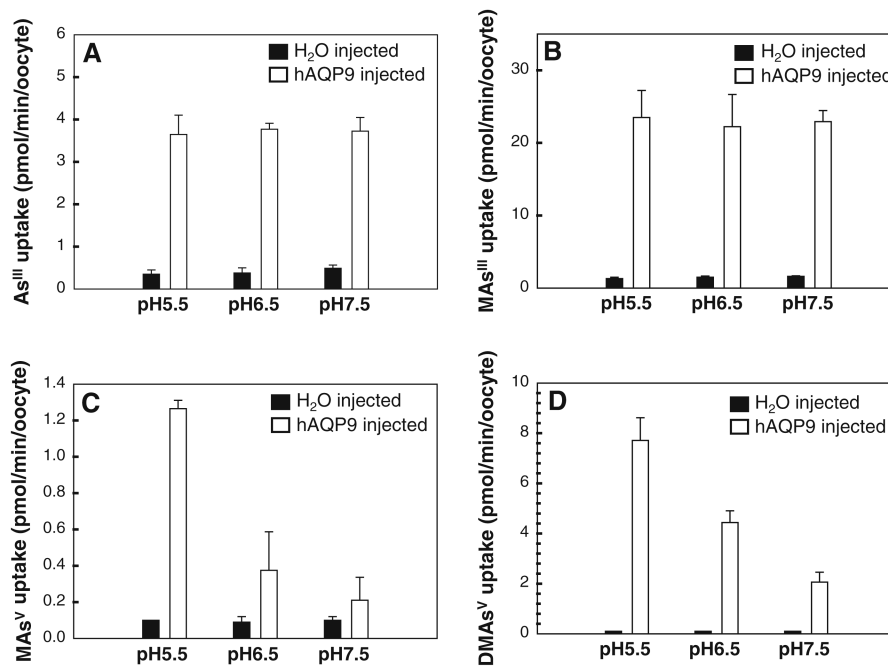 A
H₂O injected
hAQP9 injected
As^III uptake (pmol/min/oocyte)
6
5
4
3
2
1
0
pH5.5 pH6.5 pH7.5
B
H₂O injected
hAQP9 injected
MAs^III uptake (pmol/min/oocyte)
30
20
10
0
pH5.5 pH6.5 pH7.5
C
H₂O injected
hAQP9 injected
MAs^V uptake (pmol/min/oocyte)
1.4
1.2
1.0
0.8
0.6
0.4
0.2
0.0
pH5.5 pH6.5 pH7.5
D
H₂O injected
hAQP9 injected
DMAs^V uptake (pmol/min/oocyte)
10
8
6
4
2
0
pH5.5 pH6.5 pH7.5